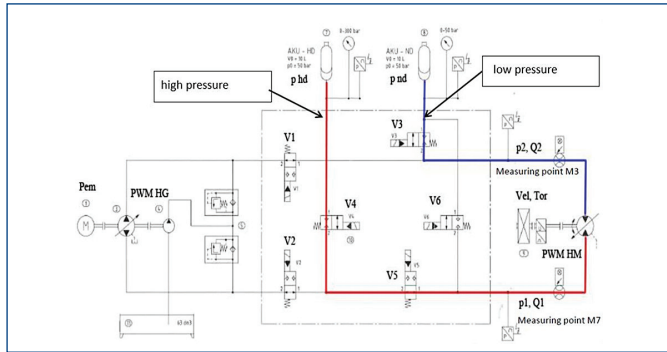 0-300 bar
0-50 bar
AKU - HD
V0 = 10 L
p0 = 50 bar
p hd
AKU - ND
V0 = 10 L
p0 = 50 bar
p nd
high pressure
low pressure
V1
V3
p2, Q2
Measuring point M3
Pem
PWM HG
V4
V6
Vel, Tor
M
PWM HM
V2
V5
p1, Q1
Measuring point M7
63 cm3